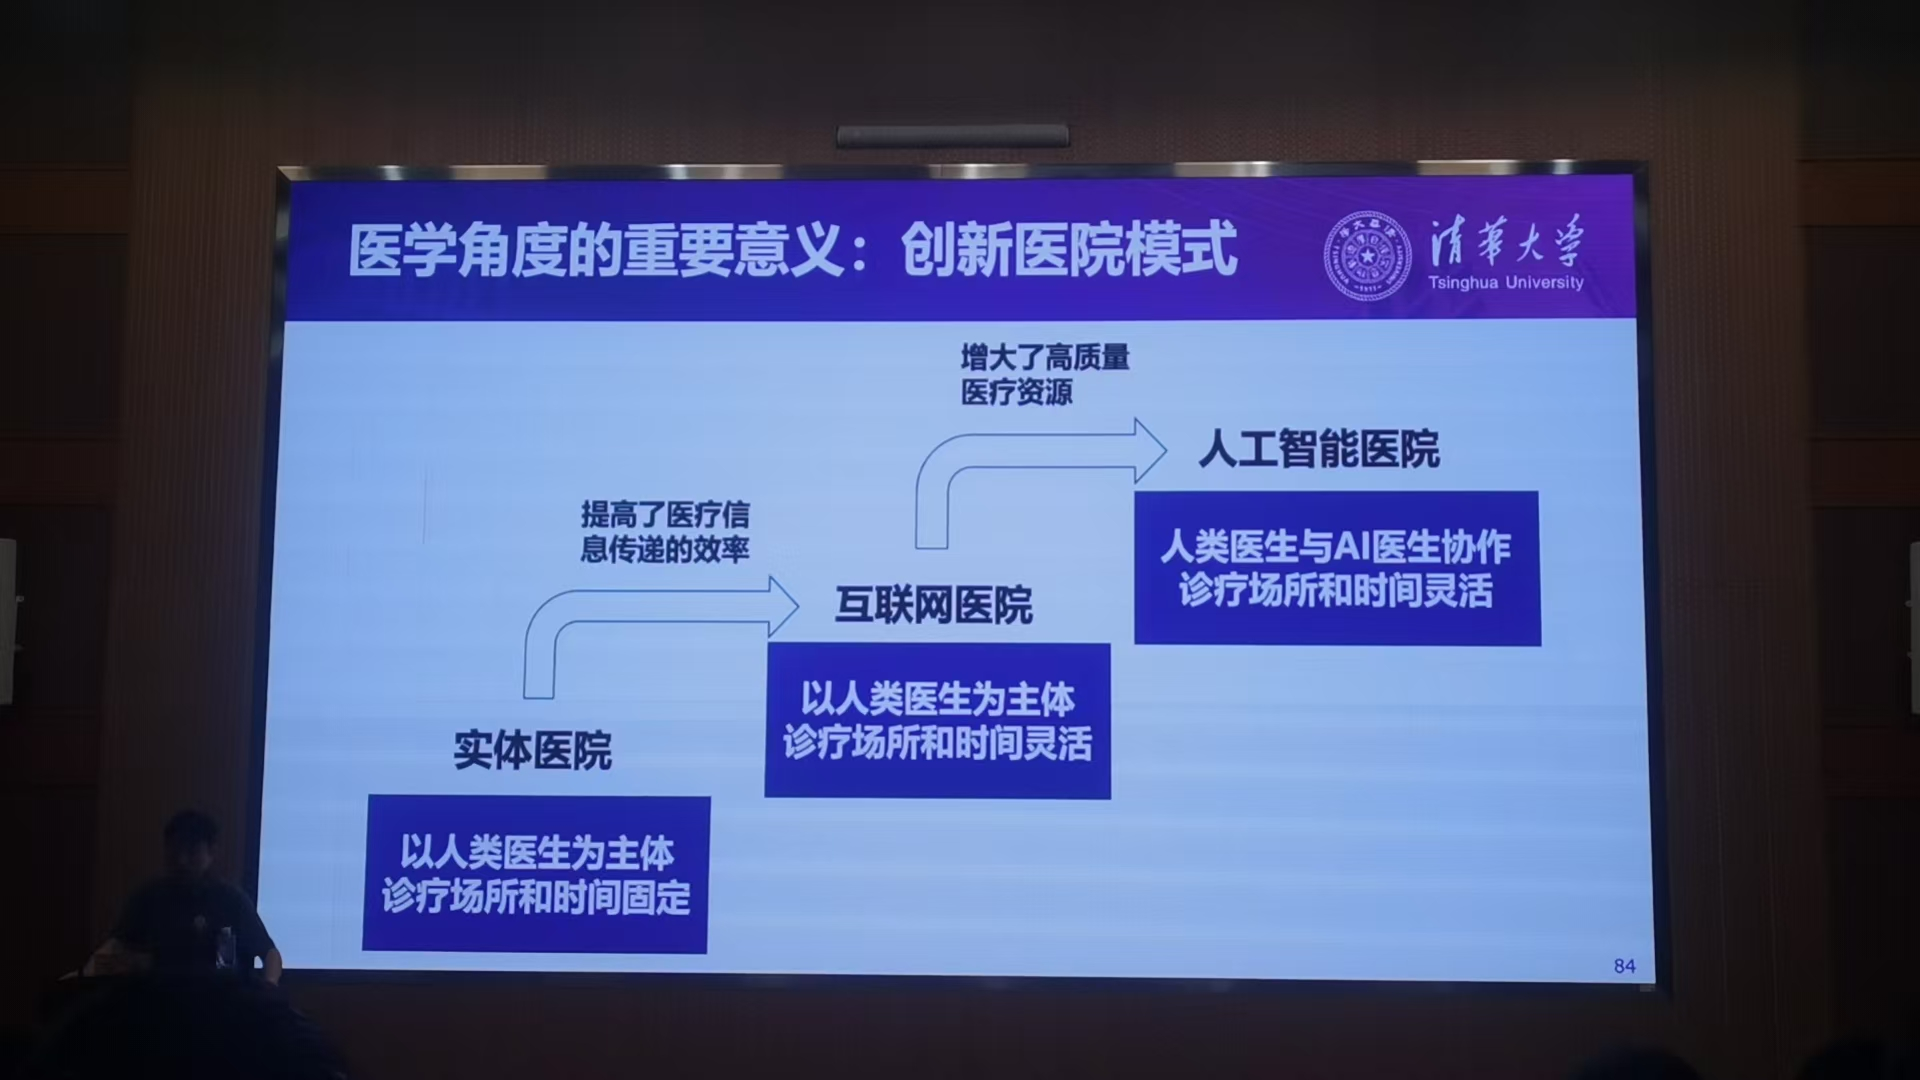 医学角度的重要意义：创新医院模式
清华大学
Tsinghua University
增大了高质量
医疗资源
人工智能医院
人类医生与AI医生协作
诊疗场所和时间灵活
提高了医疗信
息传递的效率
互联网医院
以人类医生为主体
诊疗场所和时间灵活
实体医院
以人类医生为主体
诊疗场所和时间固定
84